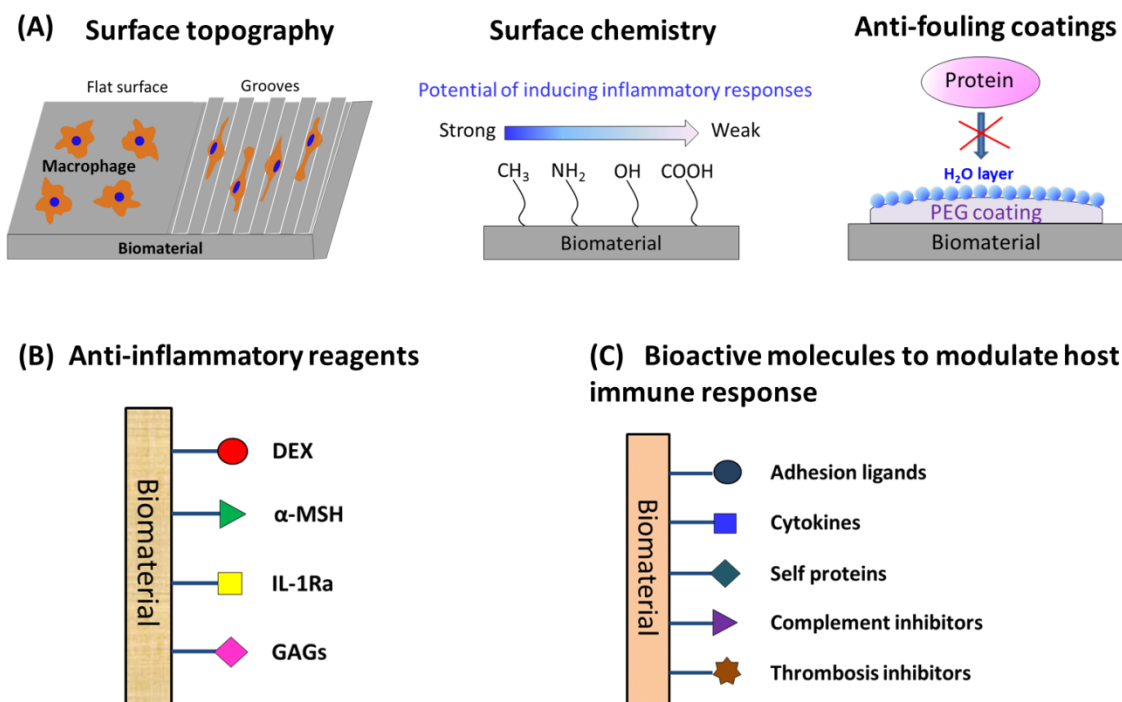 (A) Surface topography
Surface chemistry
Anti-fouling coatings
Flat surface
Grooves
Macrophage
Biomaterial
Potential of inducing inflammatory responses
Strong
Weak
CH₃ NH₂ OH COOH
Biomaterial
Protein
H₂O layer
PEG coating
Biomaterial
(B) Anti-inflammatory reagents
Biomaterial
DEX
α-MSH
IL-1Ra
GAGs
(C) Bioactive molecules to modulate host
immune response
Biomaterial
Adhesion ligands
Cytokines
Self proteins
Complement inhibitors
Thrombosis inhibitors